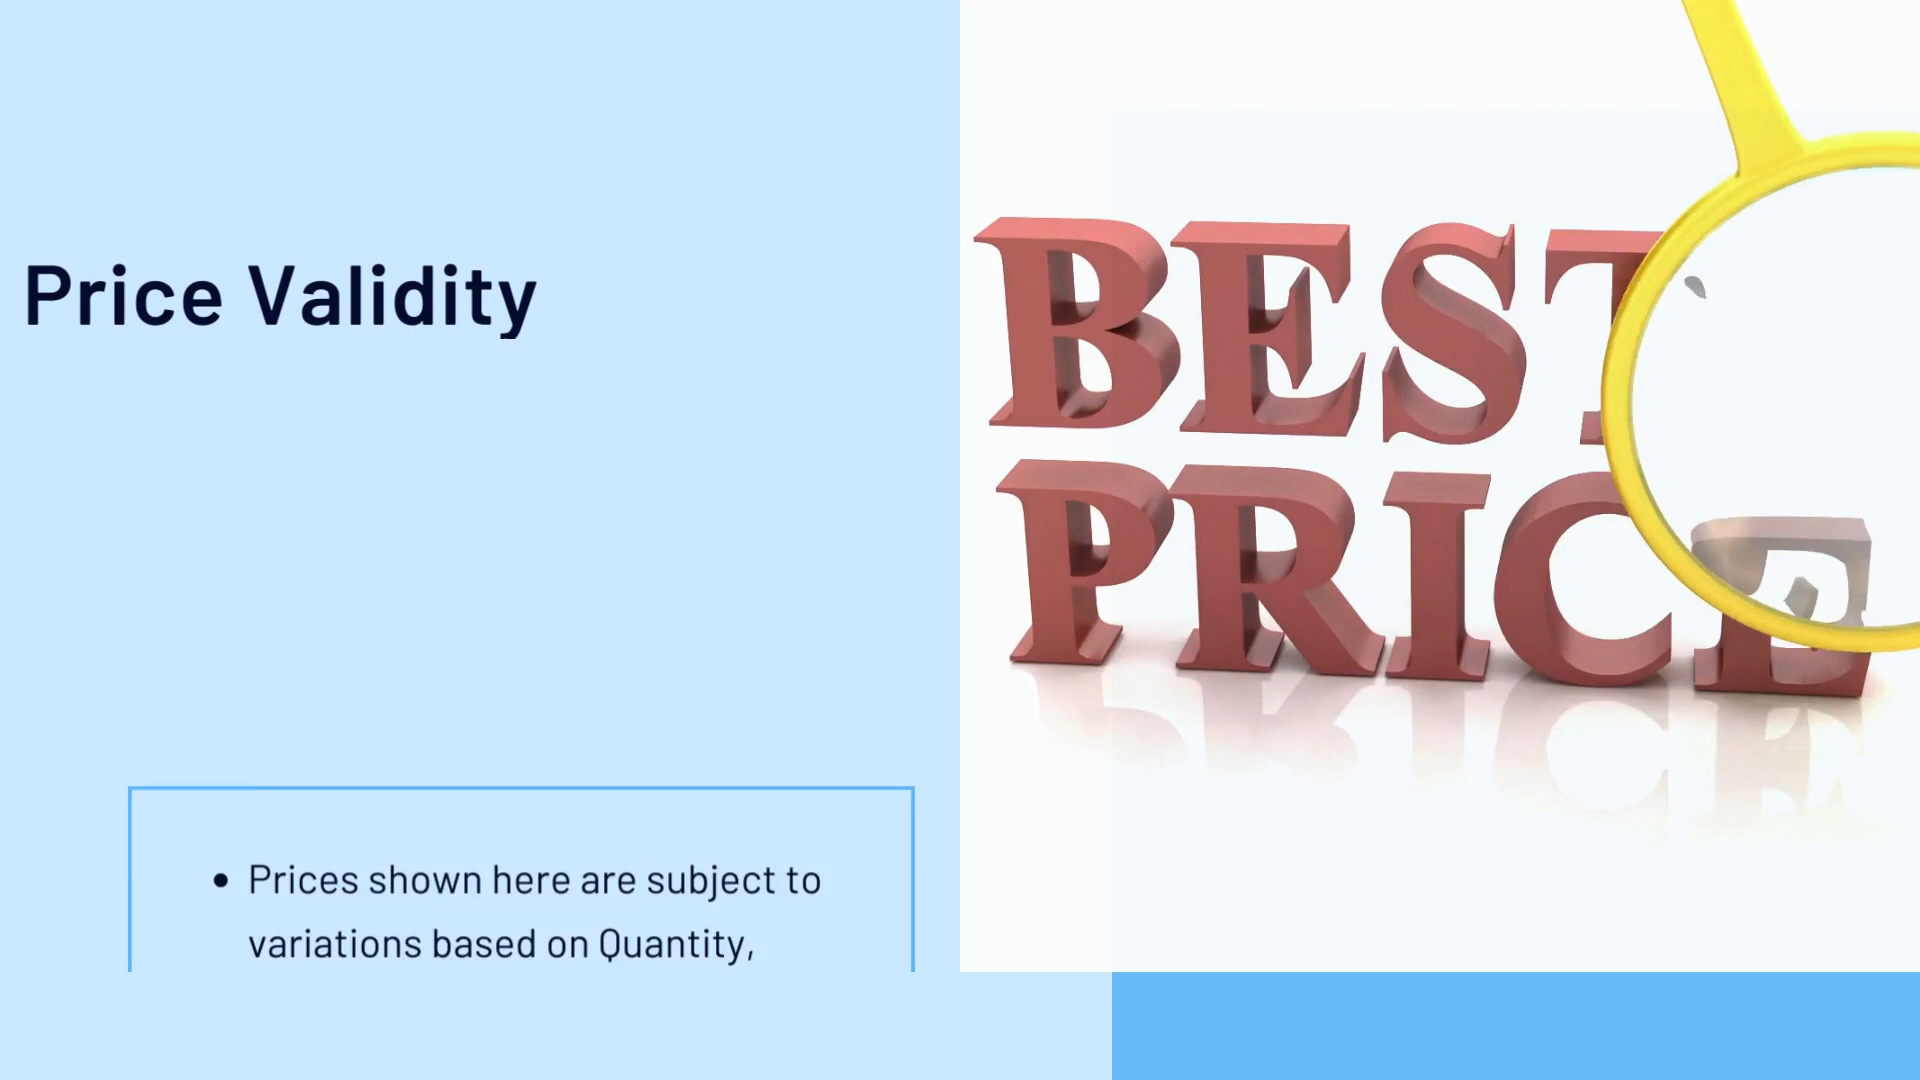 Price Validity
• Prices shown here are subject to
variations based on Quantity,
BEST
PRICE